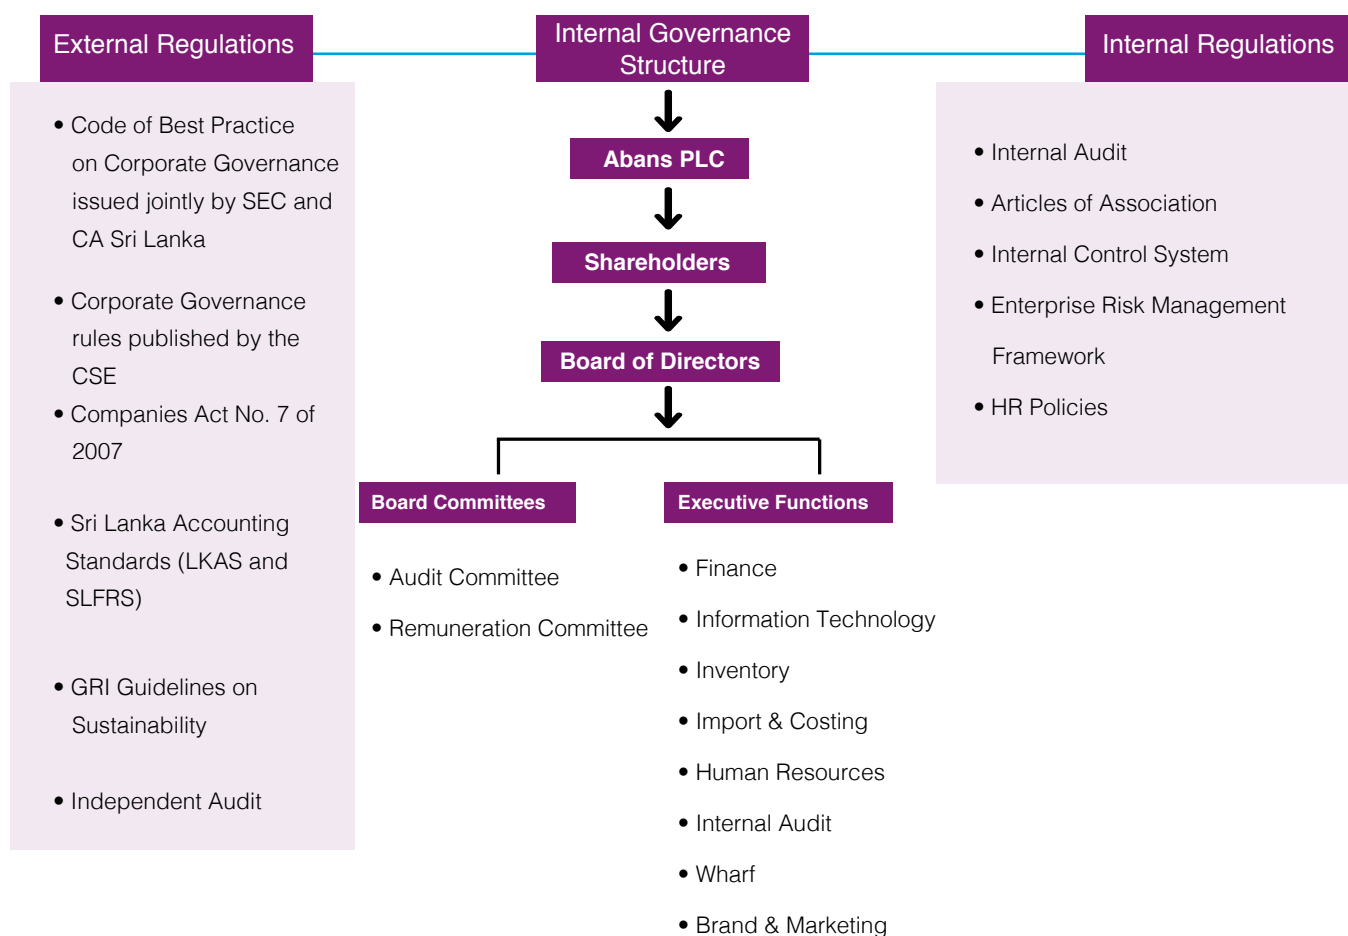 External Regulations
• Code of Best Practice
on Corporate Governance
issued jointly by SEC and
CA Sri Lanka
• Corporate Governance
rules published by the
CSE
• Companies Act No. 7 of
2007
• Sri Lanka Accounting
Standards (LKAS and
SLFRS)
• GRI Guidelines on
Sustainability
• Independent Audit
Internal Governance
Structure
Abans PLC
Shareholders
Board of Directors
Board Committees
• Audit Committee
• Remuneration Committee
Executive Functions
• Finance
• Information Technology
• Inventory
• Import & Costing
• Human Resources
• Internal Audit
• Wharf
• Brand & Marketing
Internal Regulations
• Internal Audit
• Articles of Association
• Internal Control System
• Enterprise Risk Management
Framework
• HR Policies